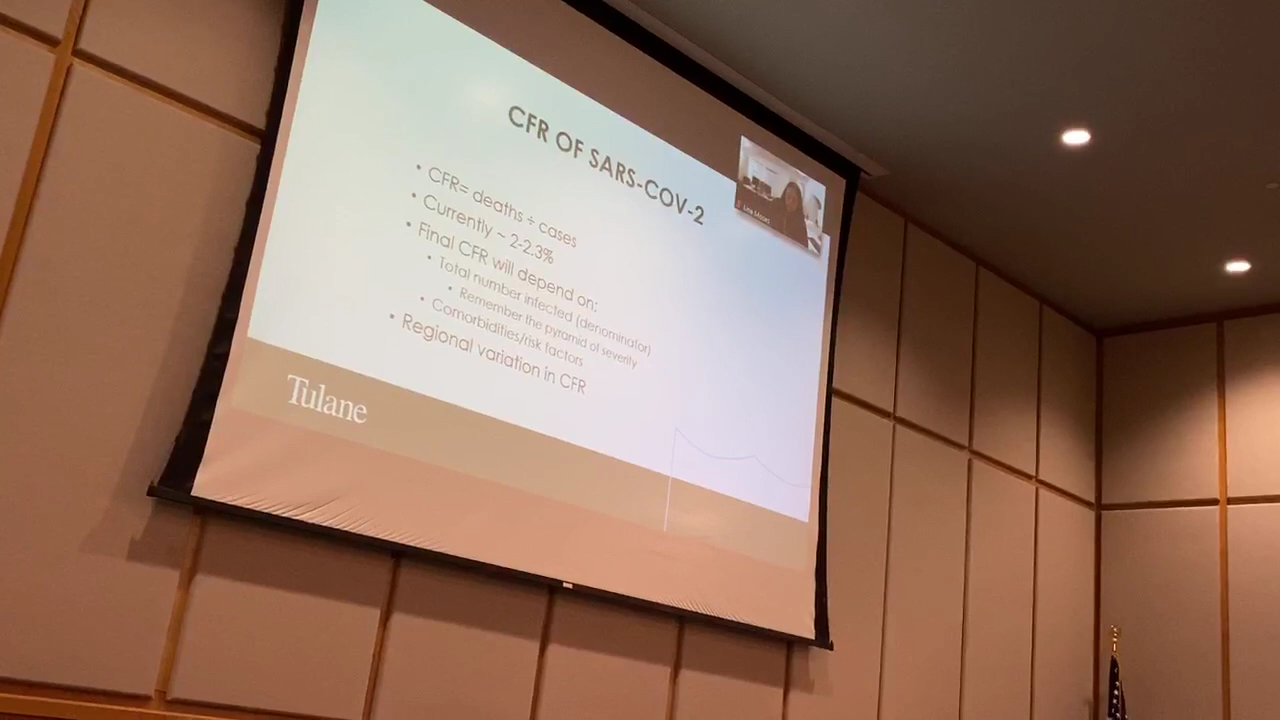 CFR OF SARS-COV-2
• CFR= deaths ÷ cases
• Currently ~ 2-2.3%
• Final CFR will depend on:
• Total number infected (denominator)
• Remember the pyramid of severity
• Comorbidities/risk factors
• Regional variation in CFR
Tulane